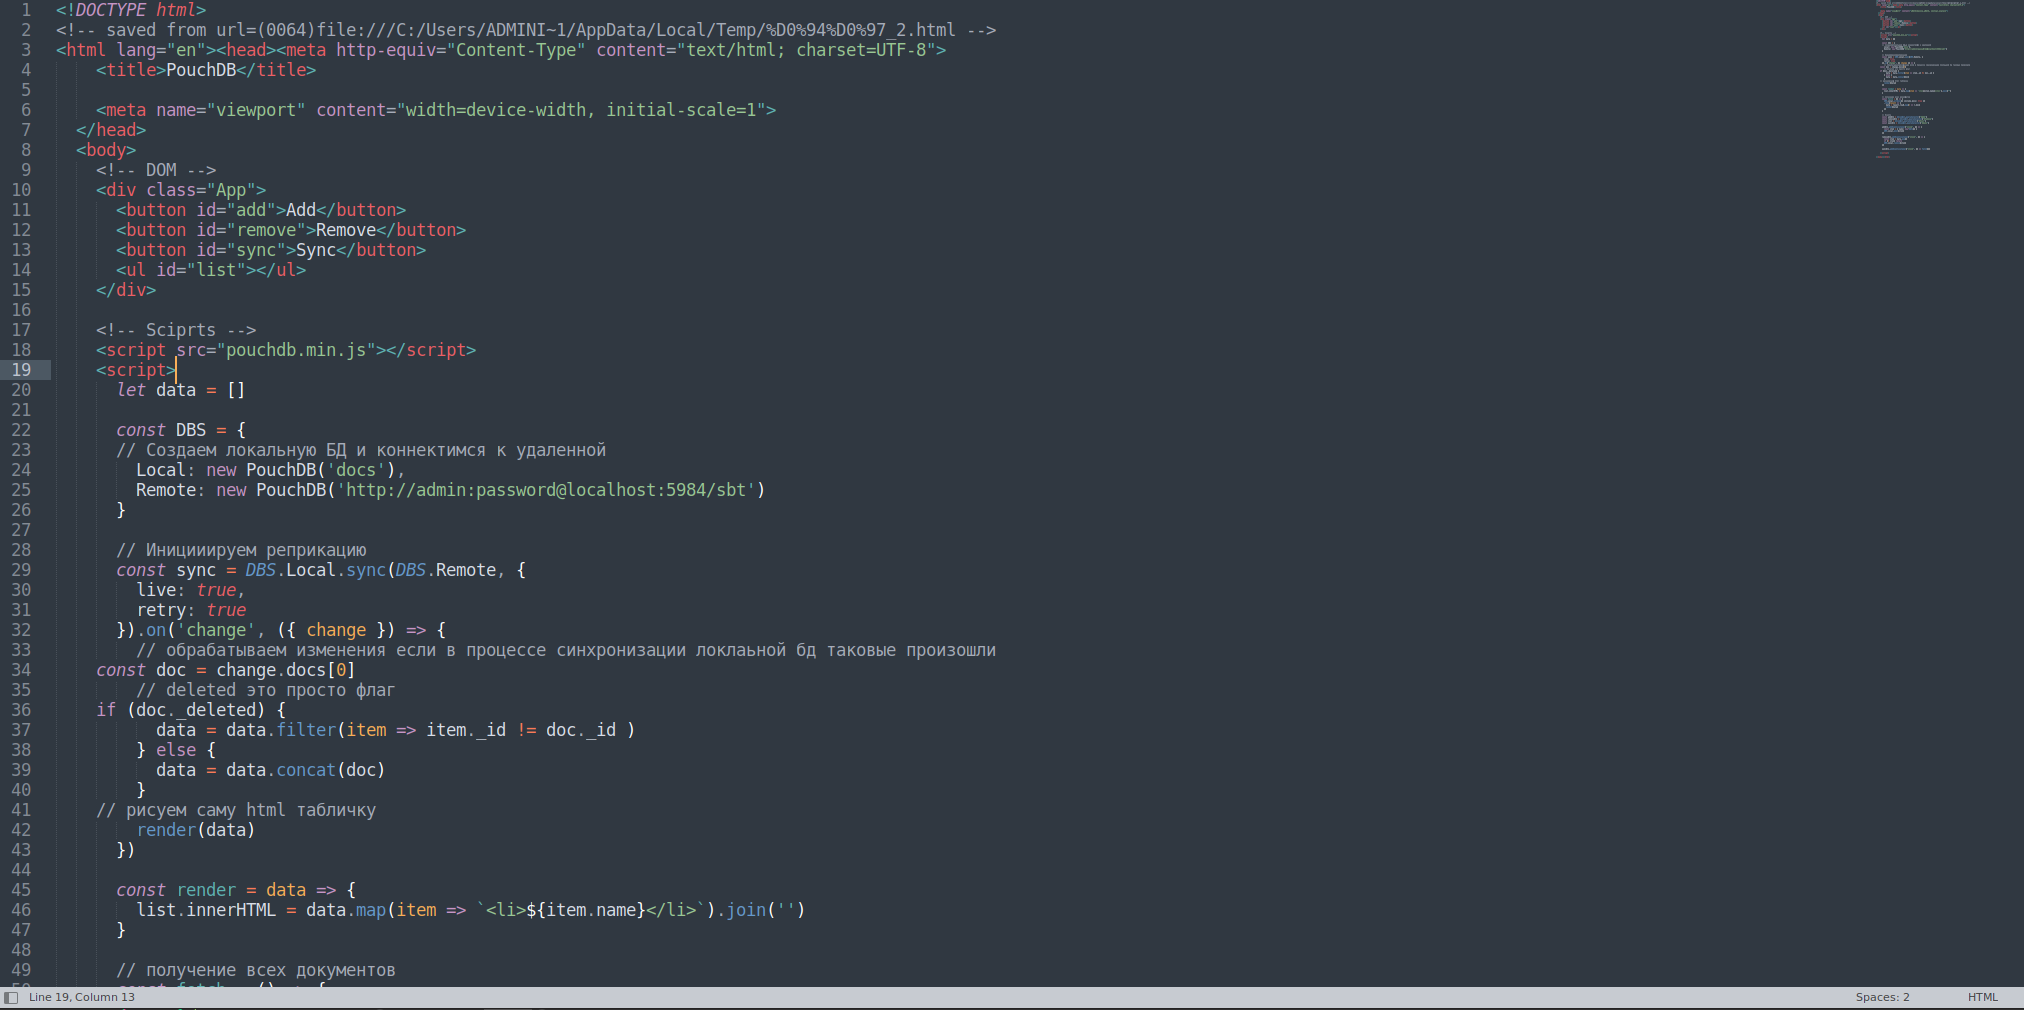 1 <!DOCTYPE html>
2 <!-- saved from url=(0064)file:///C:/Users/ADMINI~1/AppData/Local/Temp/%D0%94%D0%97_2.html -->
3 <html lang="en"><head><meta http-equiv="Content-Type" content="text/html; charset=UTF-8">
4 <title>PouchDB</title>
5
6 <meta name="viewport" content="width=device-width, initial-scale=1">
7 </head>
8 <body>
9 <!-- DOM -->
10 <div class="App">
11 <button id="add">Add</button>
12 <button id="remove">Remove</button>
13 <button id="sync">Sync</button>
14 <ul id="list"></ul>
15 </div>
16
17 <!-- Sciprts -->
18 <script src="pouchdb.min.js"></script>
19 <script>
20 let data = []
21
22 const DBS = {
23 // Создаем локальную БД и коннектимся к удаленной
24 Local: new PouchDB('docs'),
25 Remote: new PouchDB('http://admin:password@localhost:5984/sbt')
26 }
27
28 // Иницииируем реприкацию
29 const sync = DBS.Local.sync(DBS.Remote, {
30 live: true,
31 retry: true
32 }).on('change', ({ change }) => {
33 // обрабатываем изменения если в процессе синхронизации локлаьной бд таковые произошли
34 const doc = change.docs[0]
35 // deleted это просто флаг
36 if (doc._deleted) {
37 data = data.filter(item => item._id != doc._id )
38 } else {
39 data = data.concat(doc)
40 }
41 // рисуем саму html табличку
42 render(data)
43 })
44
45 const render = data => {
46 list.innerHTML = data.map(item => `<li>${item.name}</li>`).join('')
47 }
48
49 // получение всех документов
Line 19, Column 13
Spaces: 2
HTML